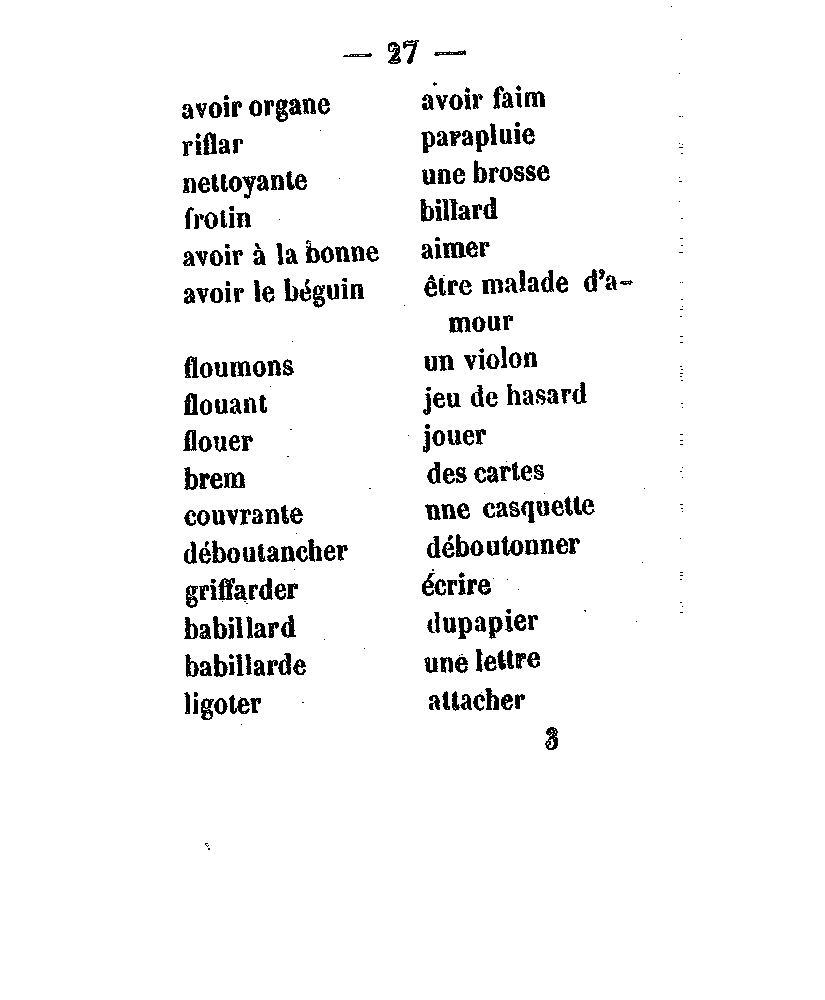 — 27 —
avoir organe avoir faim
riflar parapluie
nettoyante une brosse
frotin billard
avoir à la bonne aimer
avoir le béguin être malade d'a-
mour
floumons un violon
flouant jeu de hasard
flouer jouer
brem des cartes
couvrante nne casquette
déboutancher déboutonner
griffarder écrire
babillard dupapier
babillarde une lettre
ligoter attacher
3